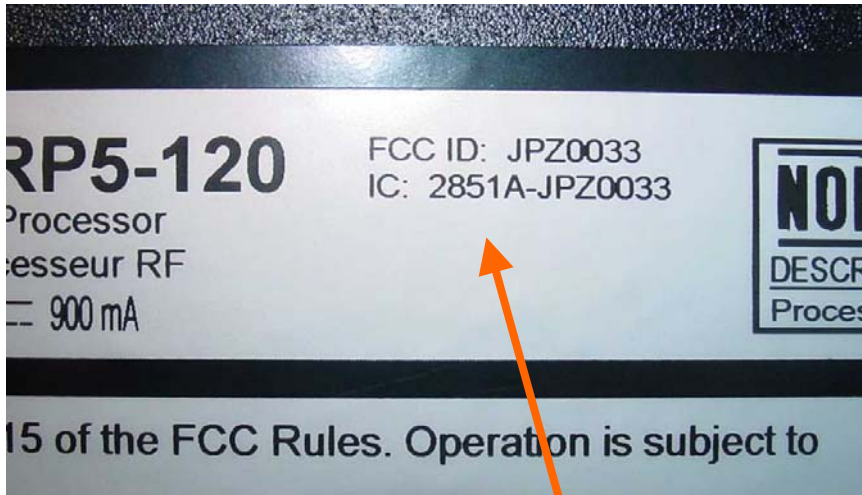 RP5-120
Processor
cesseur RF
900 mA
FCC ID: JPZ0033
IC: 2851A-JPZ0033
NO
DESCR
Proces
15 of the FCC Rules. Operation is subject to